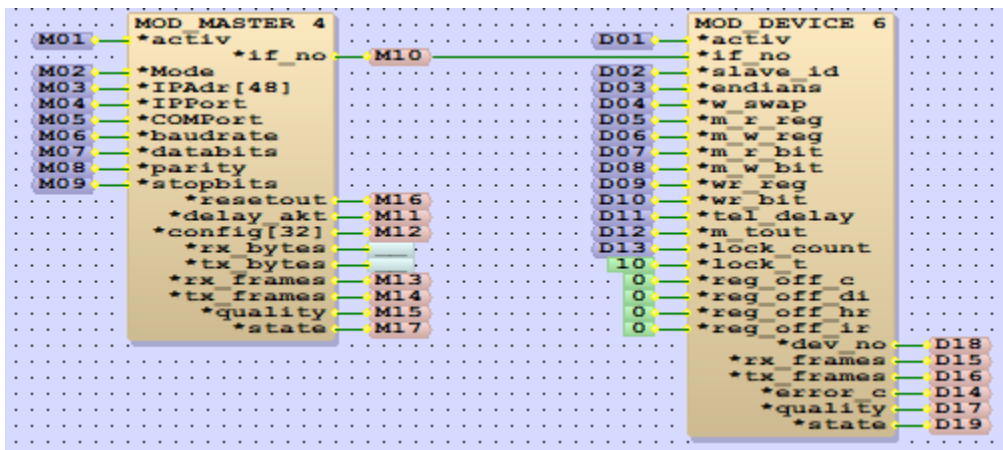 MOD_MASTER 4
M01 *activ
*if_no M10
M02 *Mode
M03 *IPAdr[48]
M04 *IPPort
M05 *COMPort
M06 *baudrate
M07 *databits
M08 *parity
M09 *stopbits
*resetout M16
*delay_akt M11
*config[32] M12
*rx_bytes
*tx_bytes
*rx_frames M13
*tx_frames M14
*quality M15
*state M17
MOD_DEVICE 6
D01 *activ
*if_no
D02 *slave_id
D03 *endians
D04 *w_swap
D05 *m_r_reg
D06 *m_w_reg
D07 *m_r_bit
D08 *m_w_bit
D09 *wr_reg
D10 *wr_bit
D11 *tel_delay
D12 *m_tout
D13 *lock_count
10 *lock_t
0 *reg_off_c
0 *reg_off_di
0 *reg_off_hr
0 *reg_off_ir
*dev_no D18
*rx_frames D15
*tx_frames D16
*error_c D14
*quality D17
*state D19